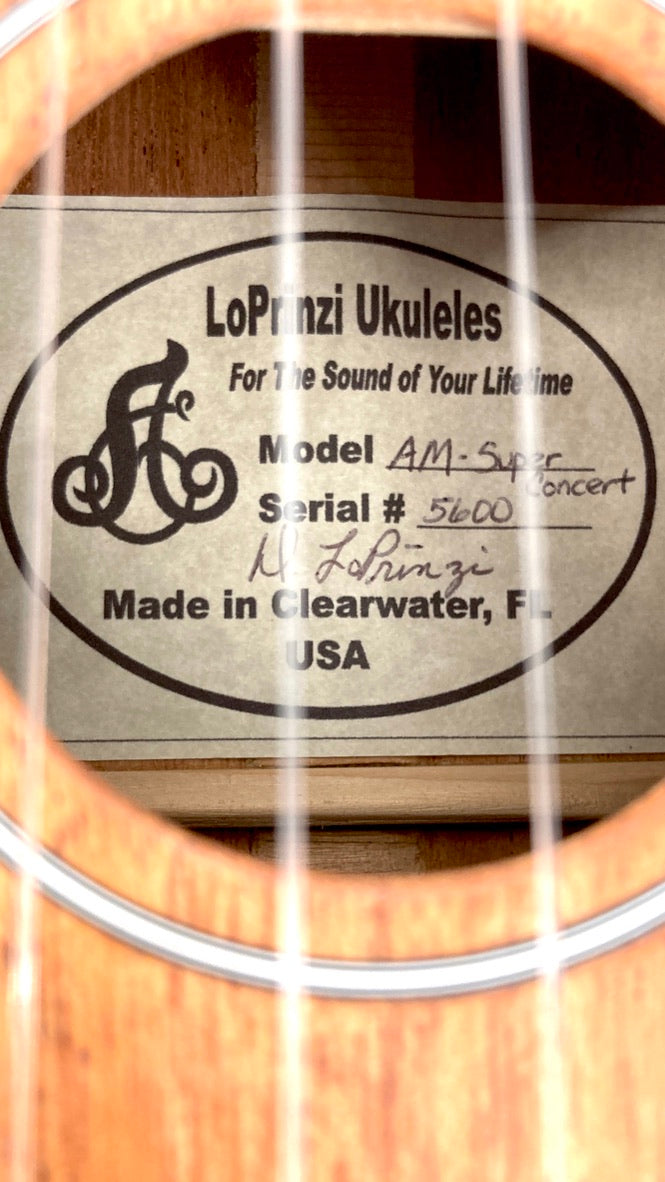 LoPrinzi Ukuleles
For The Sound of Your Lifetime
Model AM-Super
Concert
Serial # 5600
D. LoPrinzi
Made in Clearwater, FL
USA